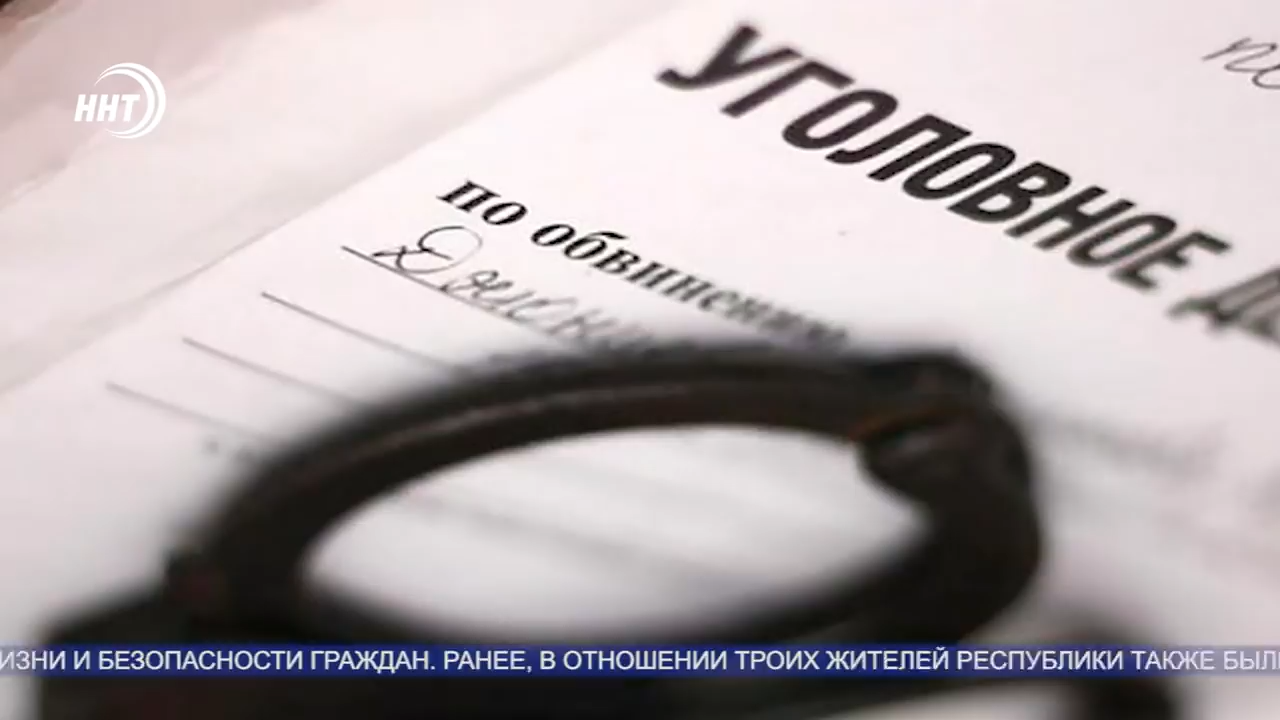 ННТ
УГОЛОВНОЕ
по обвинению
ИЗНИ И БЕЗОПАСНОСТИ ГРАЖДАН. РАНЕЕ, В ОТНОШЕНИИ ТРОИХ ЖИТЕЛЕЙ РЕСПУБЛИКИ ТАКЖЕ БЫЛ